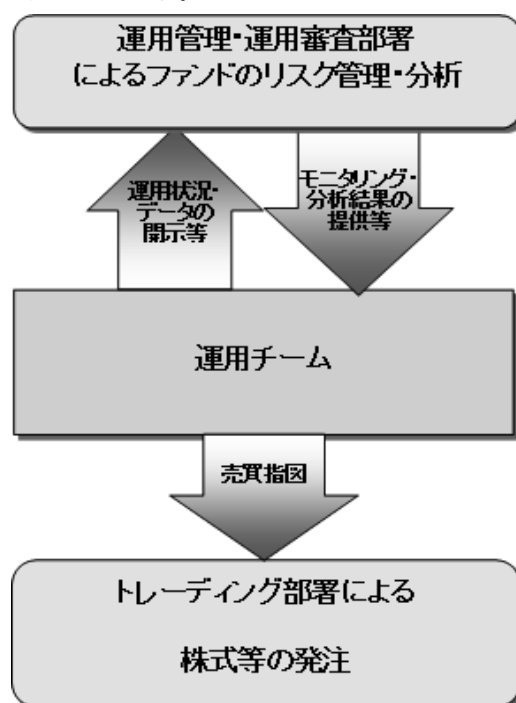 運用管理・運用審査部署
によるファンドのリスク管理・分析
運用状況・
データの
開示等
モニタリング・
分析結果の
提供等
運用チーム
売買指図
トレーディング部署による
株式等の発注